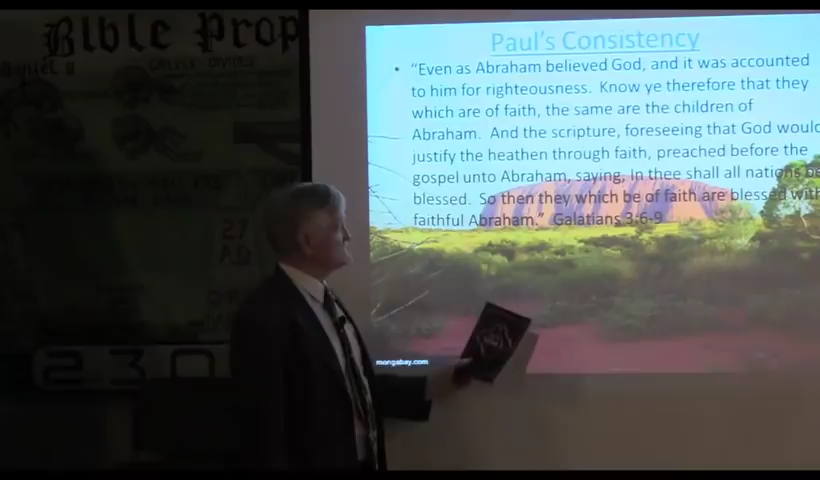 Bible Prop
Paul's Consistency
• "Even as Abraham believed God, and it was accounted
to him for righteousness. Know ye therefore that they
which are of faith, the same are the children of
Abraham. And the scripture, foreseeing that God would
justify the heathen through faith, preached before the
gospel unto Abraham, saying, In thee shall all nations be
blessed. So then they which be of faith are blessed with
faithful Abraham." Galatians 3:6-9
27
AD
mongabay.com
230